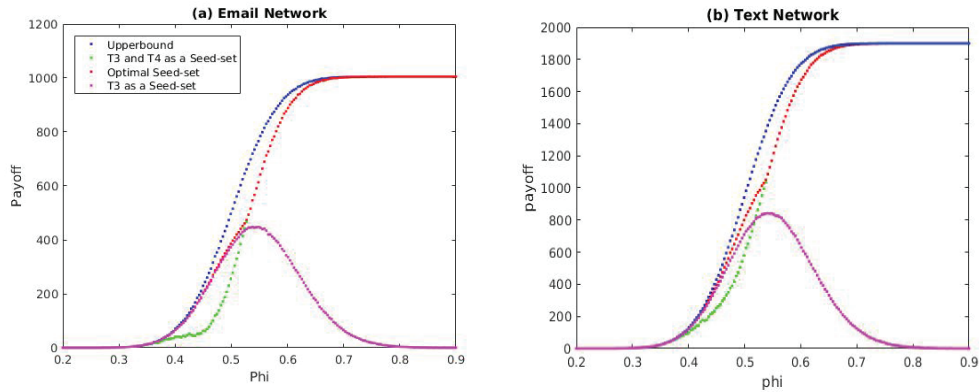 (a) Email Network
1200
1000
800
600
400
200
0
Payoff
Upperbound
T3 and T4 as a Seed-set
Optimal Seed-set
T3 as a Seed-set
0.2 0.3 0.4 0.5 0.6 0.7 0.8 0.9
Phi
(b) Text Network
2000
1800
1600
1400
1200
1000
800
600
400
200
0
payoff
0.2 0.3 0.4 0.5 0.6 0.7 0.8 0.9
phi